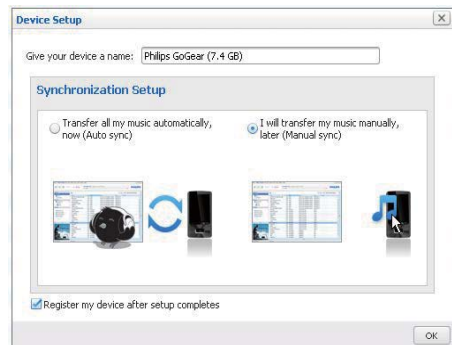 Device Setup
Give your device a name: Philips GoGear (7.4 GB)
Synchronization Setup
Transfer all my music automatically,
now (Auto sync)
I will transfer my music manually,
later (Manual sync)
Register my device after setup completes
OK